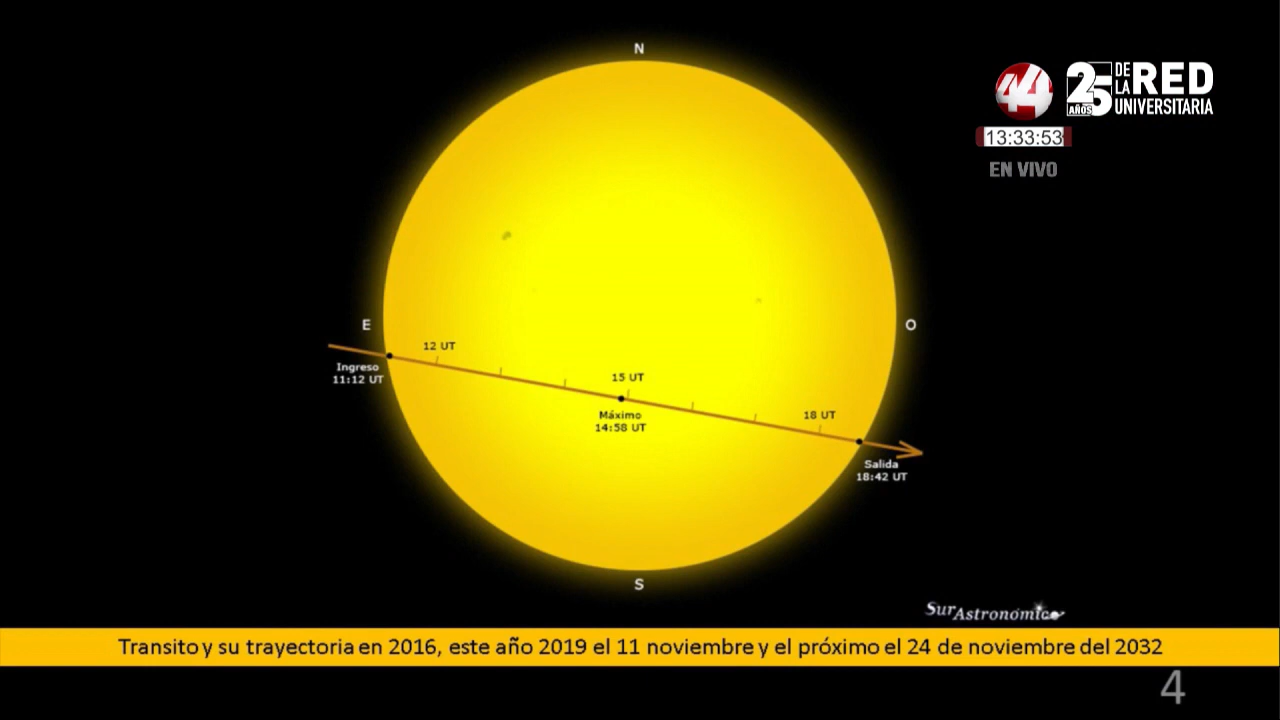 N
44
25
AÑOS
DE
LA
RED
UNIVERSITARIA
13:33:53
EN VIVO
E
O
12 UT
Ingreso
11:12 UT
15 UT
Máximo
14:58 UT
18 UT
Salida
18:42 UT
S
SurAstronómico
Transito y su trayectoria en 2016, este año 2019 el 11 noviembre y el próximo el 24 de noviembre del 2032
4